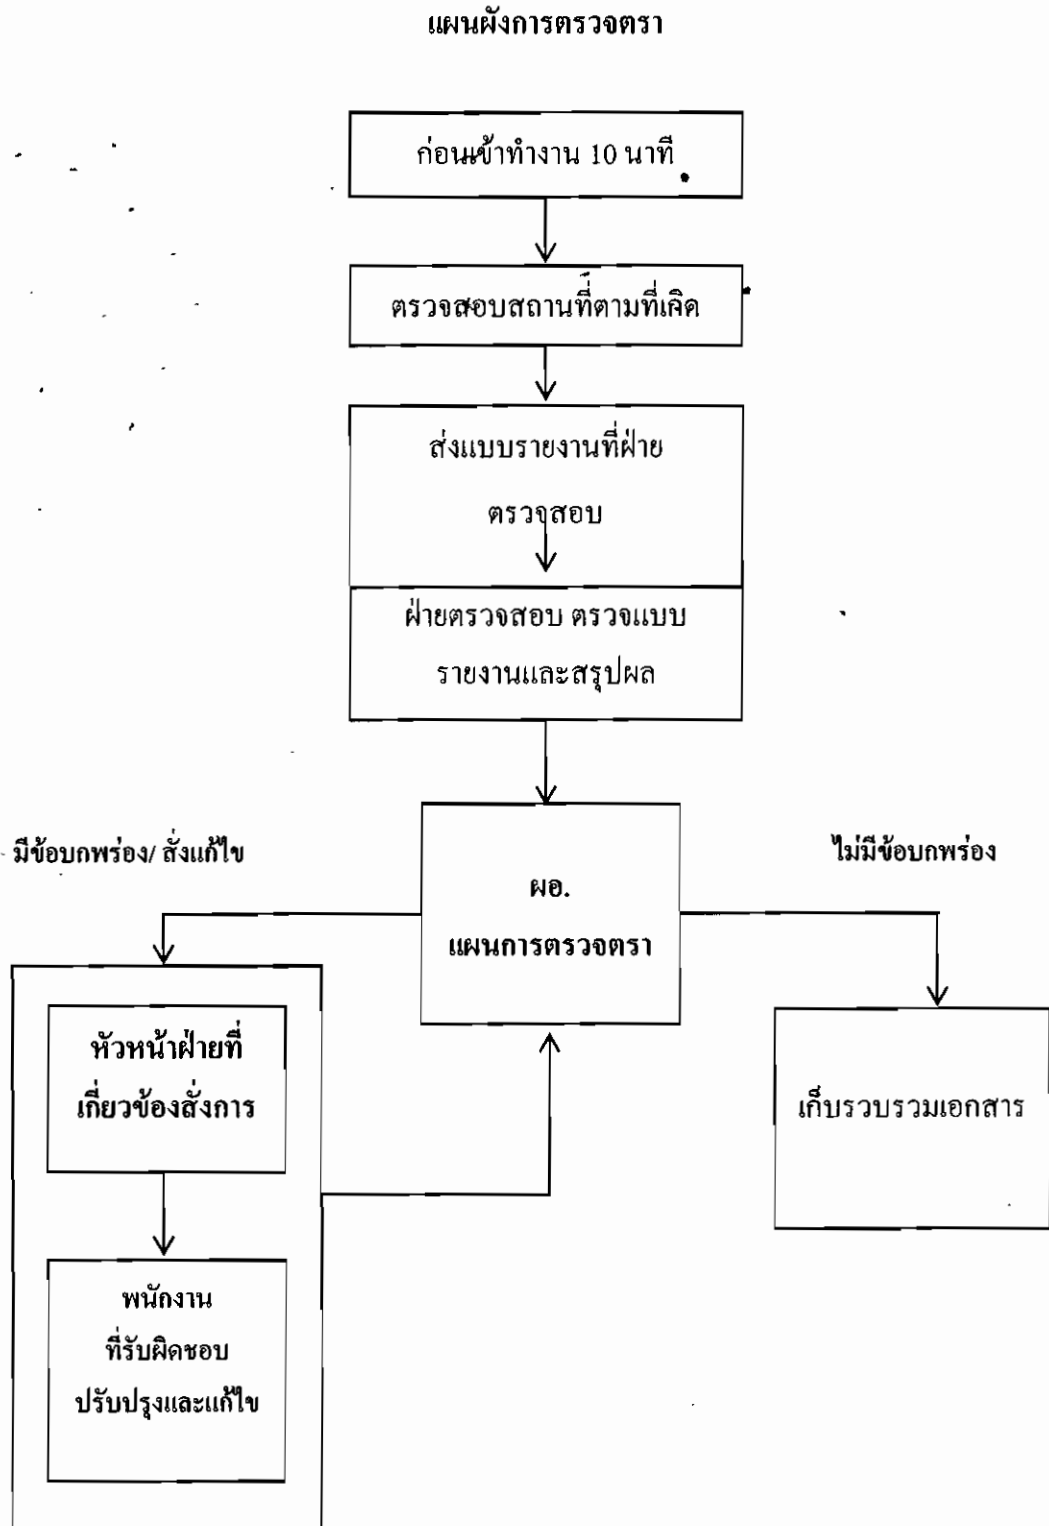 แผนผังการตรวจตรา
ก่อนเข้าทำงาน 10 นาที
ตรวจสอบสถานที่ตามที่เกิด
ส่งแบบรายงานที่ฝ่าย
ตรวจสอบ
ฝ่ายตรวจสอบ ตรวจแบบ
รายงานและสรุปผล
มีข้อบกพร่อง/ สั่งแก้ไข
ไม่มีข้อบกพร่อง
ผอ.
แผนการตรวจตรา
หัวหน้าฝ่ายที่
เกี่ยวข้องสั่งการ
เก็บรวบรวมเอกสาร
พนักงาน
ที่รับผิดชอบ
ปรับปรุงและแก้ไข